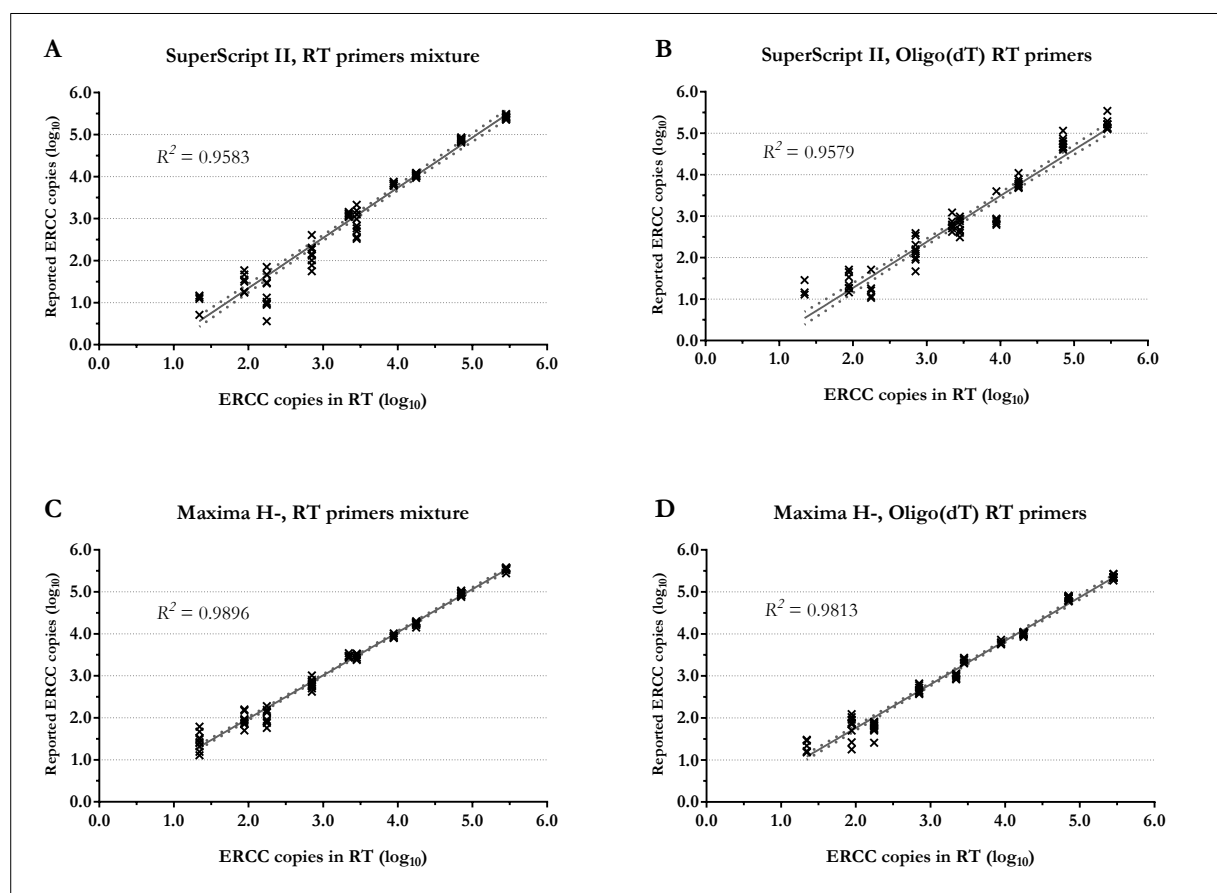 A
SuperScript II, RT primers mixture
Reported ERCC copies (log10)
6.0
5.0
4.0
3.0
2.0
1.0
0.0
R2 = 0.9583
0.0 1.0 2.0 3.0 4.0 5.0 6.0
ERCC copies in RT (log10)
B
SuperScript II, Oligo(dT) RT primers
Reported ERCC copies (log10)
6.0
5.0
4.0
3.0
2.0
1.0
0.0
R2 = 0.9579
0.0 1.0 2.0 3.0 4.0 5.0 6.0
ERCC copies in RT (log10)
C
Maxima H-, RT primers mixture
Reported ERCC copies (log10)
6.0
5.0
4.0
3.0
2.0
1.0
0.0
R2 = 0.9896
0.0 1.0 2.0 3.0 4.0 5.0 6.0
ERCC copies in RT (log10)
D
Maxima H-, Oligo(dT) RT primers
Reported ERCC copies (log10)
6.0
5.0
4.0
3.0
2.0
1.0
0.0
R2 = 0.9813
0.0 1.0 2.0 3.0 4.0 5.0 6.0
ERCC copies in RT (log10)